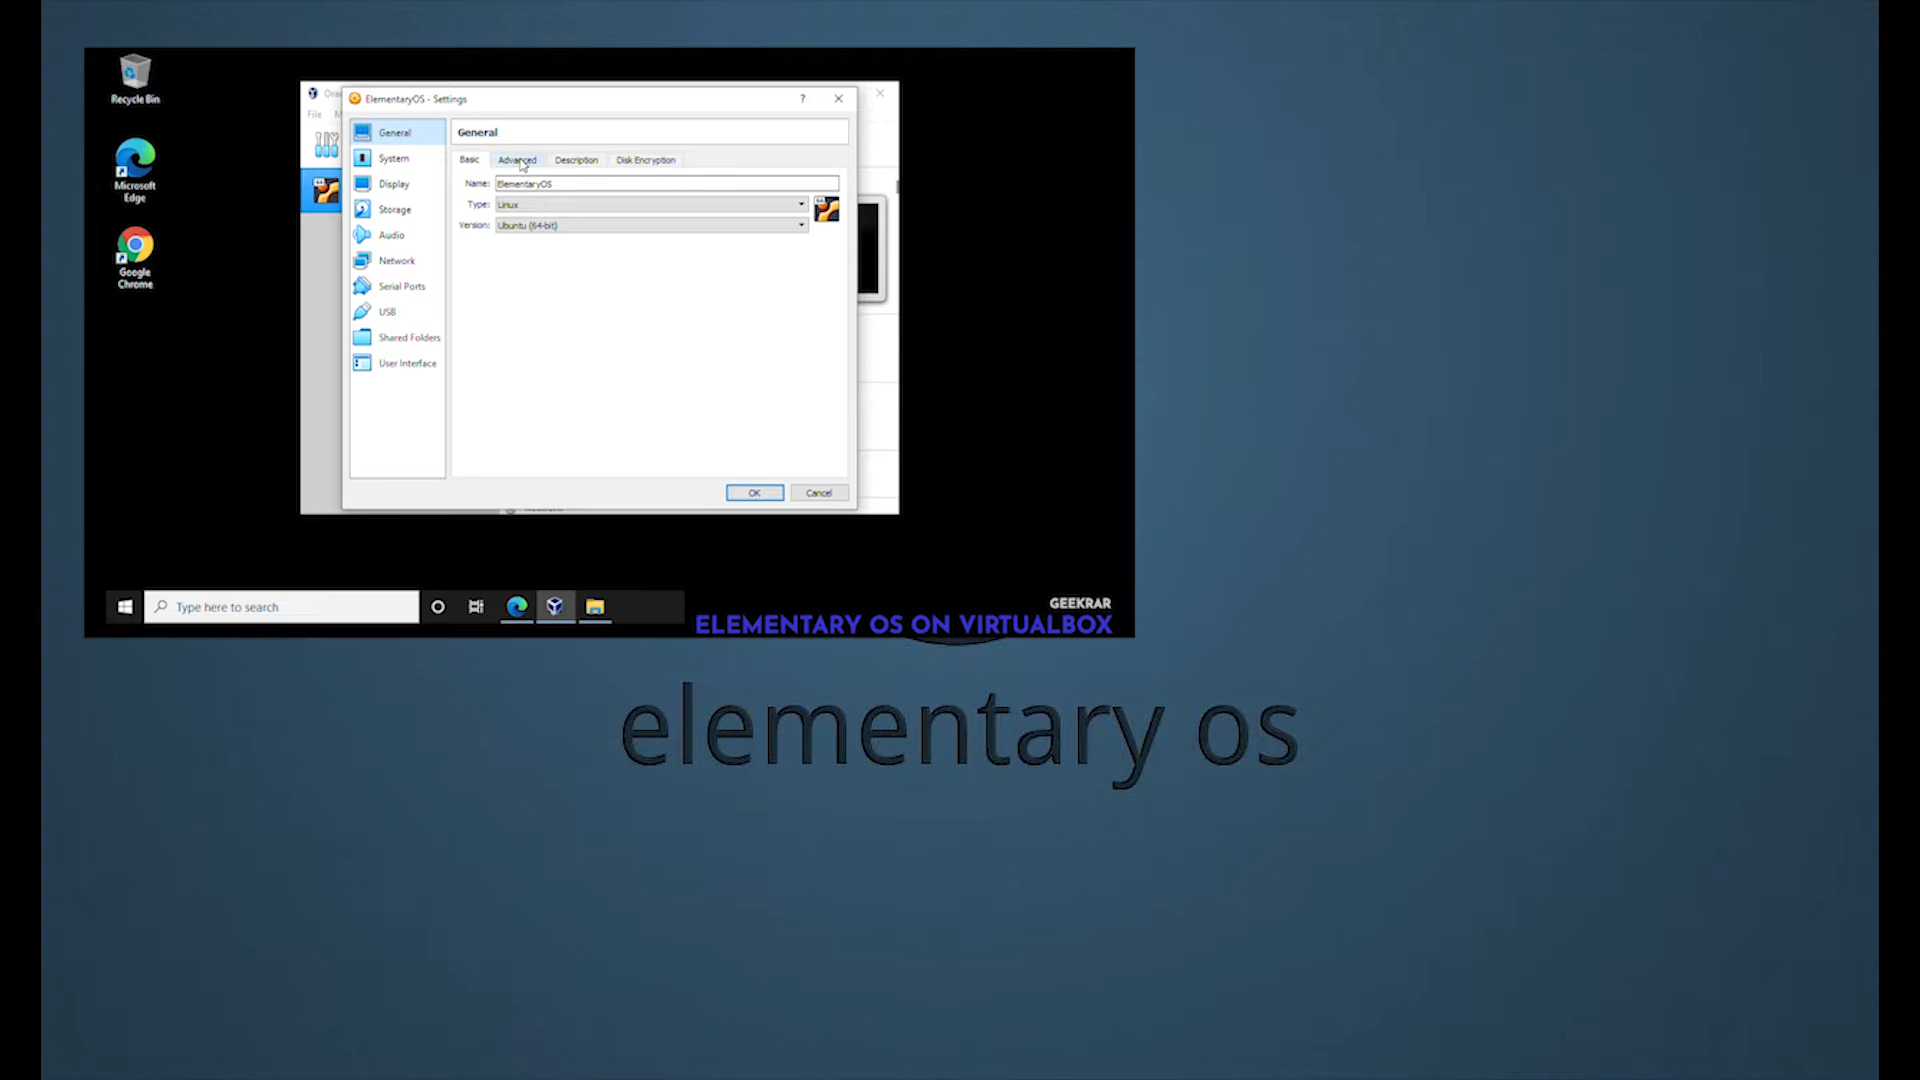 Recycle Bin
Microsoft
Edge
Google
Chrome
File
ElementaryOS - Settings
?
General
System
Display
Storage
Audio
Network
Serial Ports
USB
Shared Folders
User Interface
General
Basic Advanced Description Disk Encryption
Name: ElementaryOS
Type: Linux
Version: Ubuntu (64-bit)
OK Cancel
Type here to search
GEEKRAR
ELEMENTARY OS ON VIRTUALBOX
elementary os